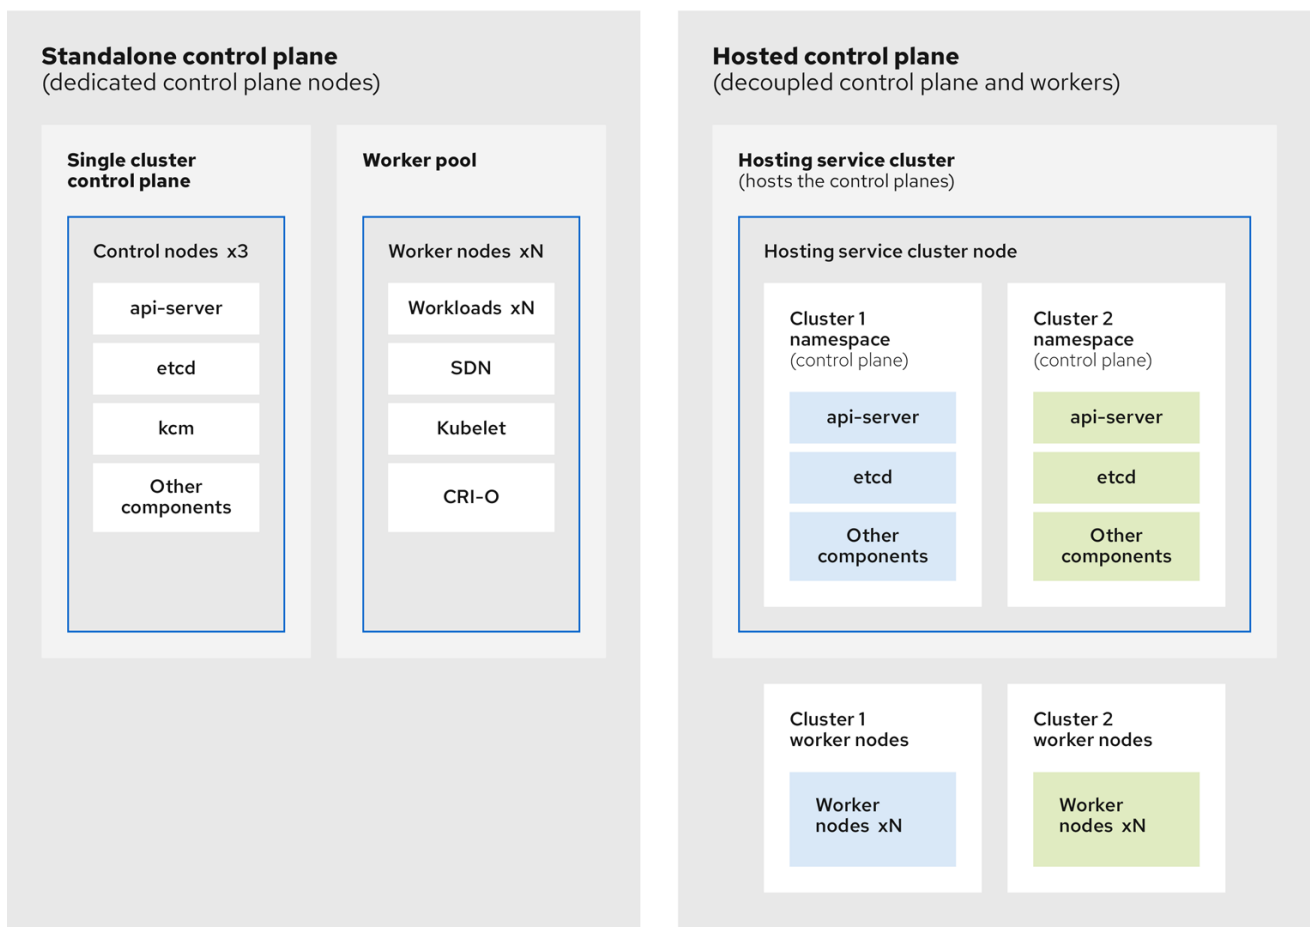 Standalone control plane
(dedicated control plane nodes)
Single cluster
control plane
Control nodes x3
api-server
etcd
kcm
Other
components
Worker pool
Worker nodes xN
Workloads xN
SDN
Kubelet
CRI-O
Hosted control plane
(decoupled control plane and workers)
Hosting service cluster
(hosts the control planes)
Hosting service cluster node
Cluster 1
namespace
(control plane)
api-server
etcd
Other
components
Cluster 2
namespace
(control plane)
api-server
etcd
Other
components
Cluster 1
worker nodes
Worker
nodes xN
Cluster 2
worker nodes
Worker
nodes xN